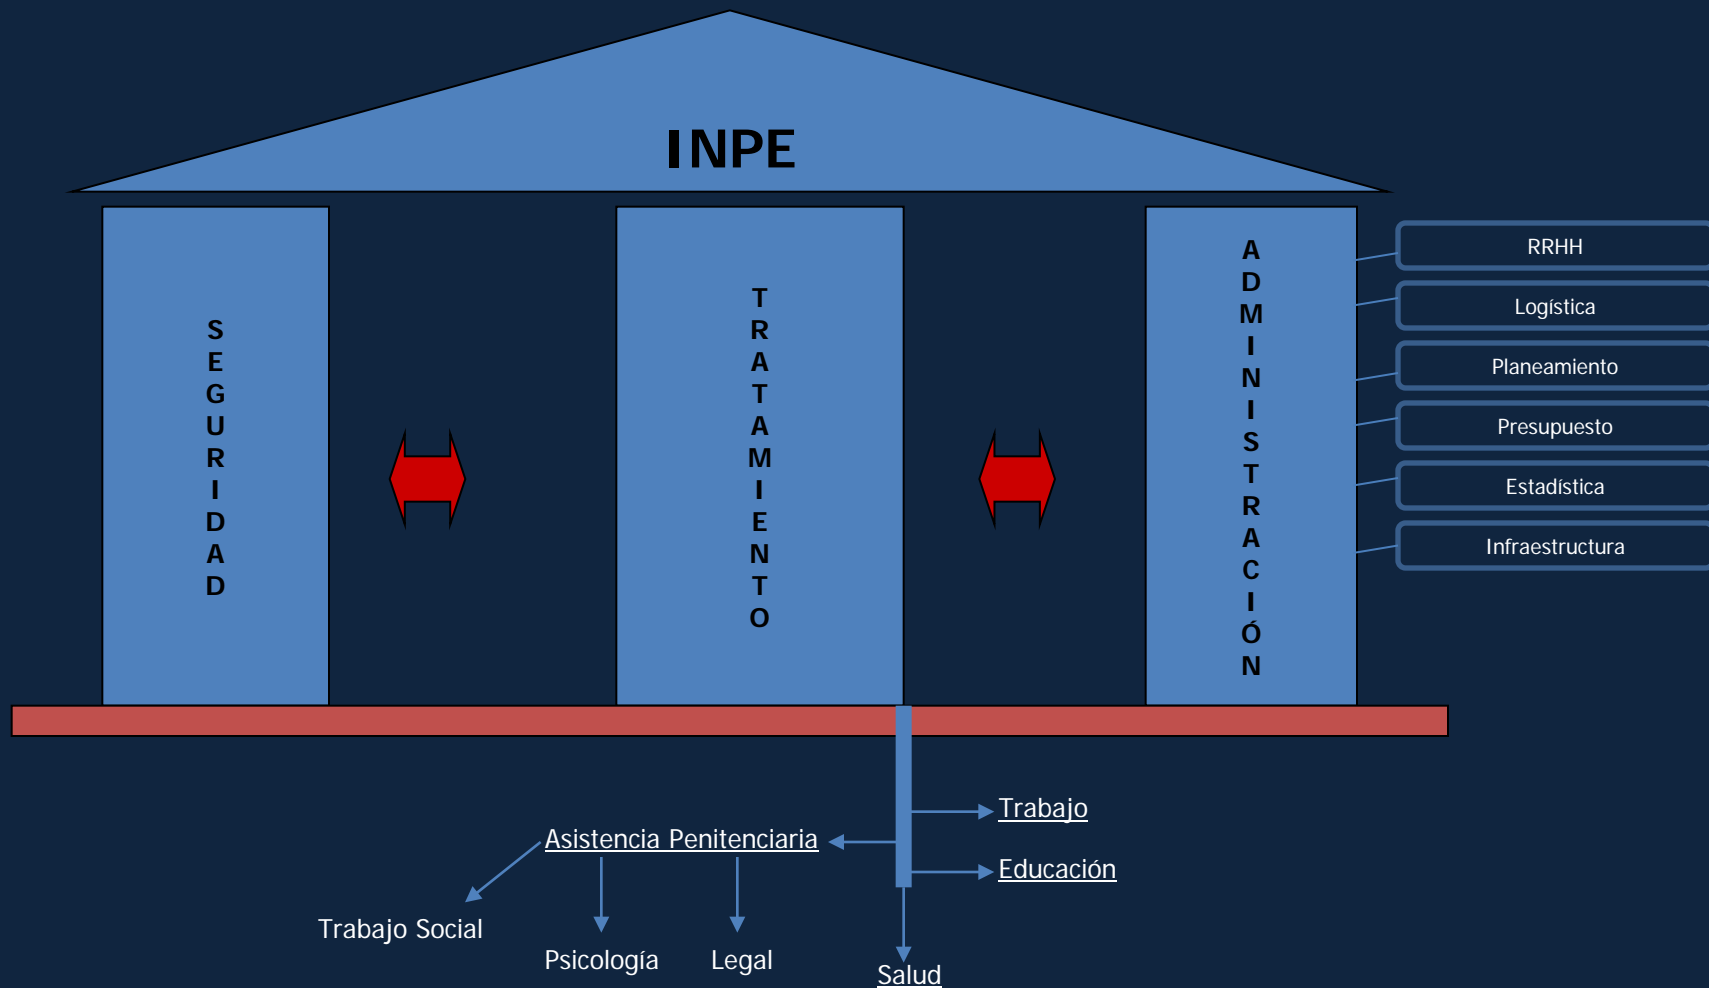 INPE
SEGURIDAD
TRATAMIENTO
ADMINISTRACIÓN
RRHH
Logística
Planeamiento
Presupuesto
Estadística
Infraestructura
Trabajo
Asistencia Penitenciaria
Educación
Trabajo Social
Psicología
Legal
Salud